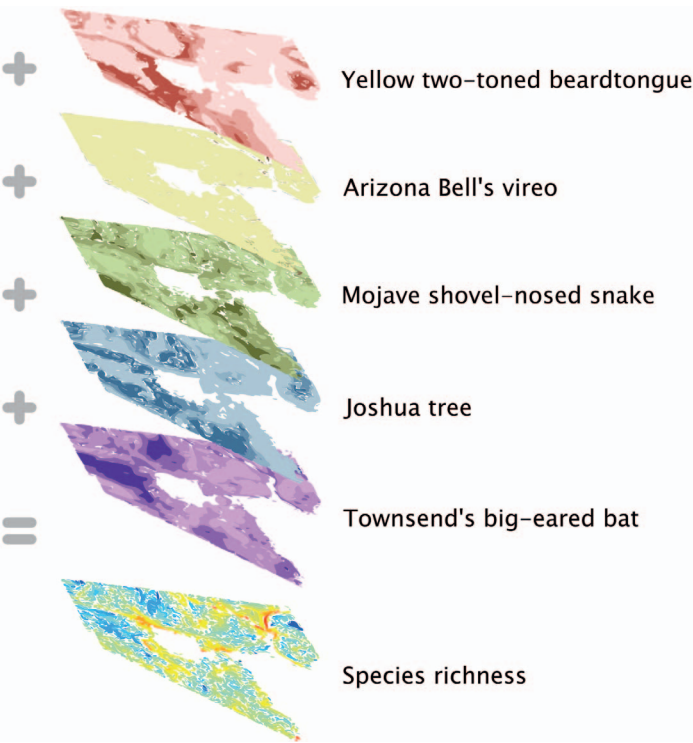 Yellow two-toned beardtongue
Arizona Bell's vireo
Mojave shovel-nosed snake
Joshua tree
Townsend's big-eared bat
Species richness